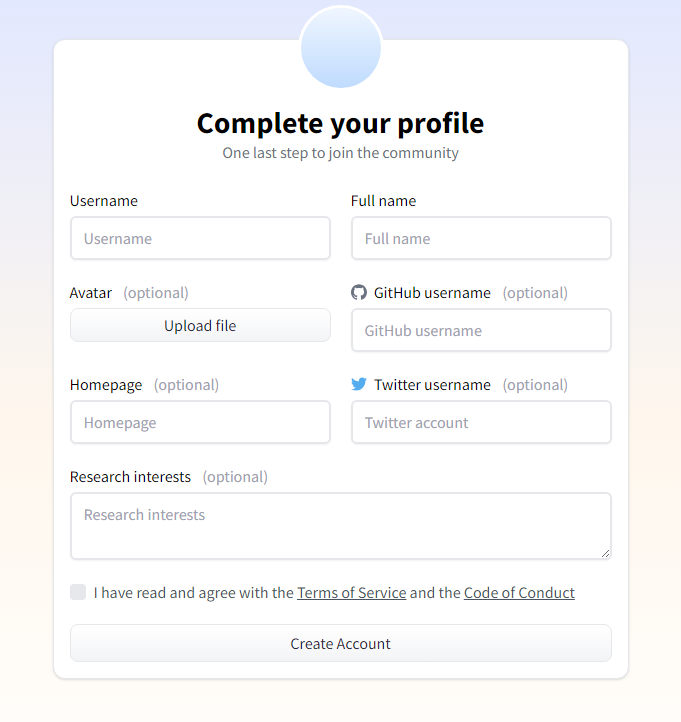 Complete your profile
One last step to join the community
Username Full name
Username Full name
Avatar (optional) GitHub username (optional)
Upload file GitHub username
Homepage (optional) Twitter username (optional)
Homepage Twitter account
Research interests (optional)
Research interests
I have read and agree with the Terms of Service and the Code of Conduct
Create Account